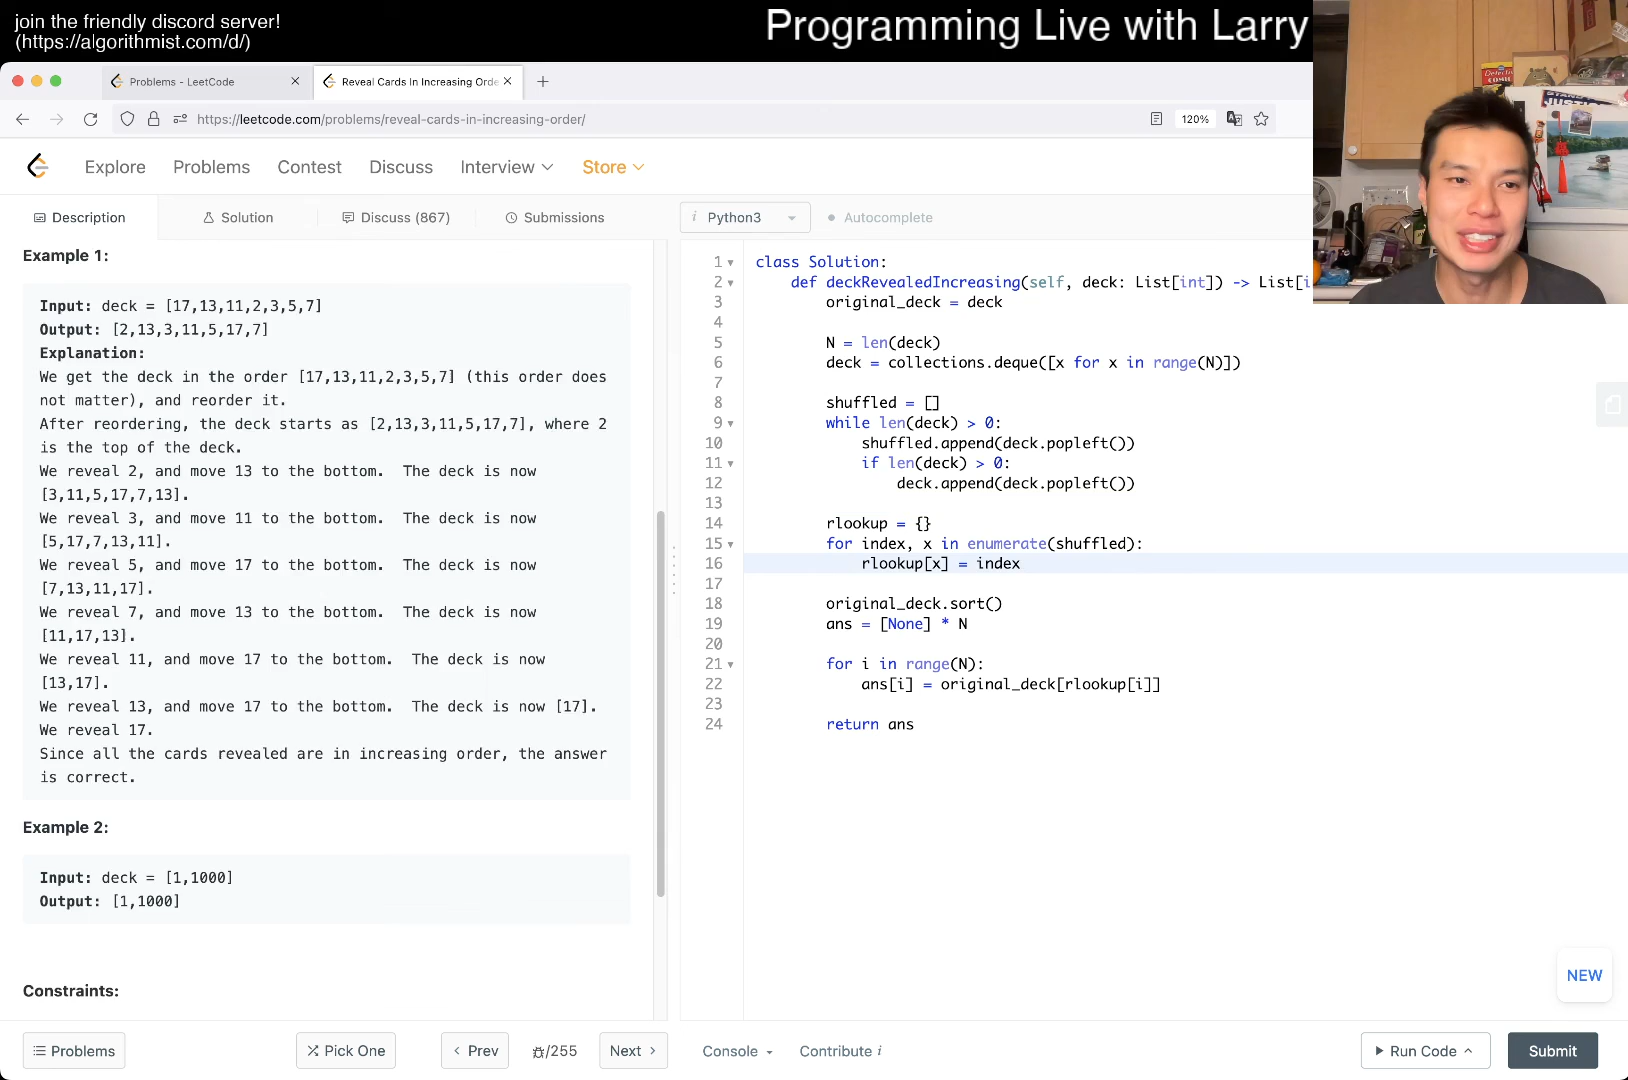 join the friendly discord server!
(https://algorithmist.com/d/)
Programming Live with Larry
Problems - LeetCode
Reveal Cards In Increasing Orde
https://leetcode.com/problems/reveal-cards-in-increasing-order/
120%
Explore
Problems
Contest
Discuss
Interview
Store
Description
Solution
Discuss (867)
Submissions
i Python3
Autocomplete
Example 1:
Input: deck = [17,13,11,2,3,5,7]
Output: [2,13,3,11,5,17,7]
Explanation:
We get the deck in the order [17,13,11,2,3,5,7] (this order does
not matter), and reorder it.
After reordering, the deck starts as [2,13,3,11,5,17,7], where 2
is the top of the deck.
We reveal 2, and move 13 to the bottom.  The deck is now
[3,11,5,17,7,13].
We reveal 3, and move 11 to the bottom.  The deck is now
[5,17,7,13,11].
We reveal 5, and move 17 to the bottom.  The deck is now
[7,13,11,17].
We reveal 7, and move 13 to the bottom.  The deck is now
[11,17,13].
We reveal 11, and move 17 to the bottom.  The deck is now
[13,17].
We reveal 13, and move 17 to the bottom.  The deck is now [17].
We reveal 17.
Since all the cards revealed are in increasing order, the answer
is correct.
Example 2:
Input: deck = [1,1000]
Output: [1,1000]
Constraints:
1 class Solution:
2     def deckRevealedIncreasing(self, deck: List[int]) -> List[i
3         original_deck = deck
4
5         N = len(deck)
6         deck = collections.deque([x for x in range(N)])
7
8         shuffled = []
9         while len(deck) > 0:
10             shuffled.append(deck.popleft())
11             if len(deck) > 0:
12                 deck.append(deck.popleft())
13
14         rlookup = {}
15         for index, x in enumerate(shuffled):
16             rlookup[x] = index
17
18         original_deck.sort()
19         ans = [None] * N
20
21         for i in range(N):
22             ans[i] = original_deck[rlookup[i]]
23
24         return ans
NEW
Problems
Pick One
Prev
/255
Next
Console
Contribute i
Run Code
Submit